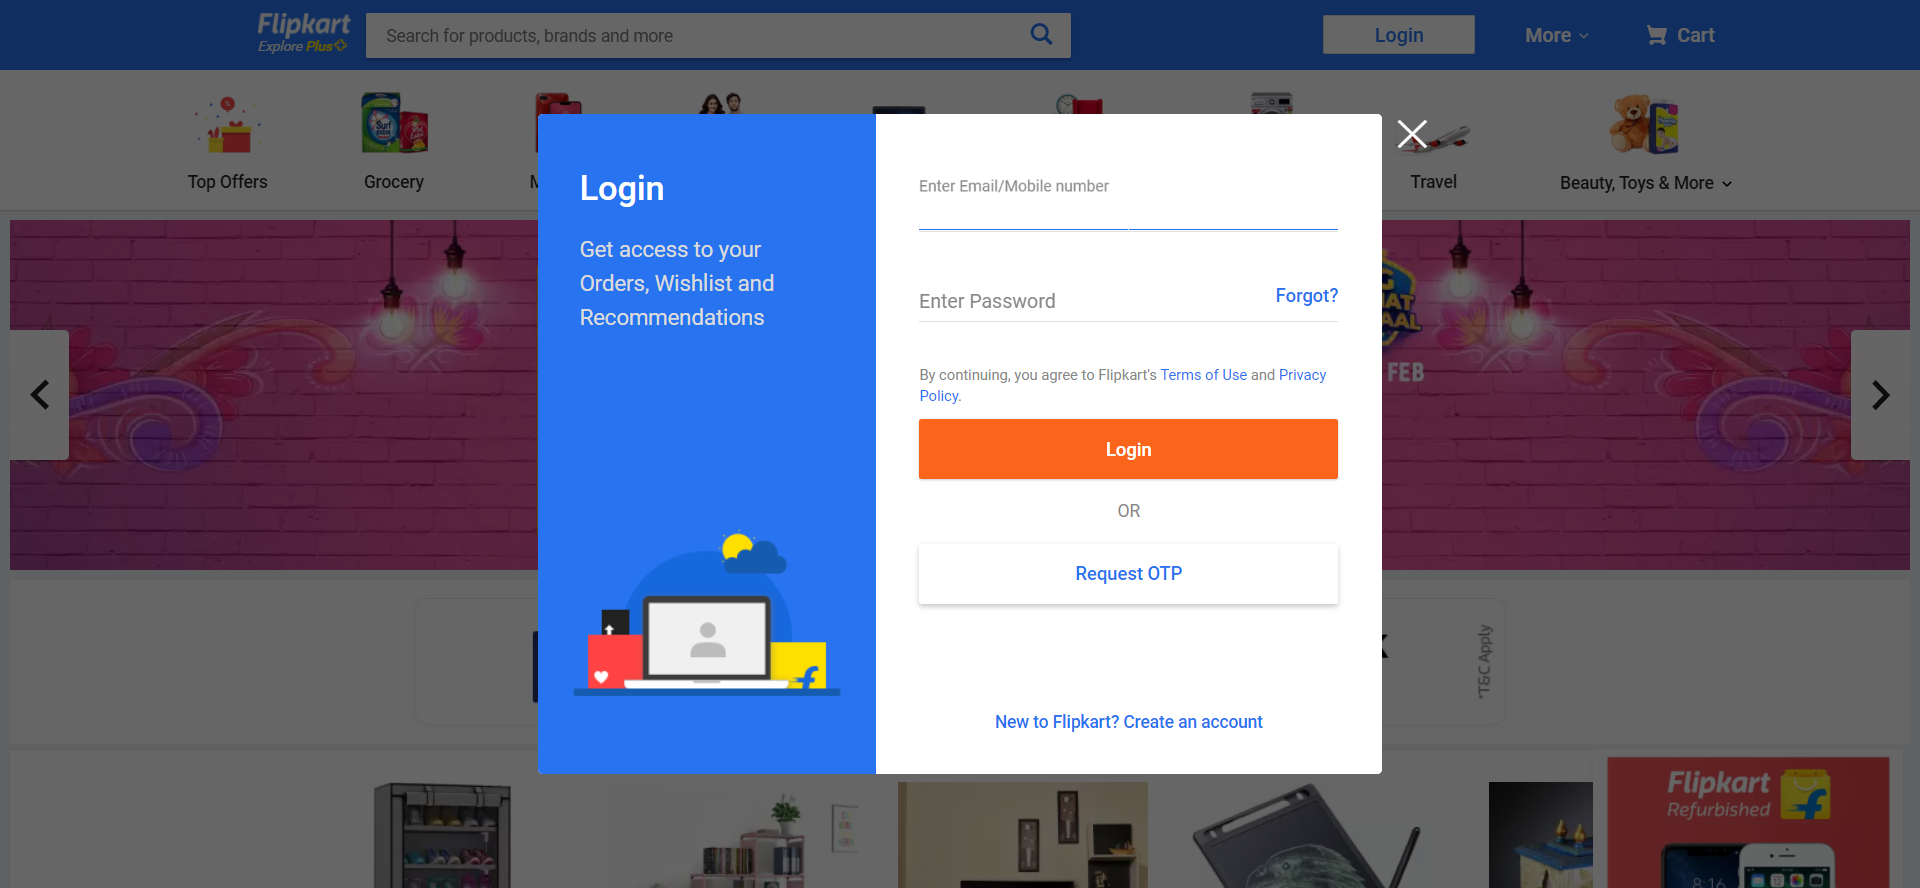 Flipkart
Explore Plus
Search for products, brands and more
Login
More
Cart
Top Offers
Grocery
Travel
Beauty, Toys & More
Login
Get access to your
Orders, Wishlist and
Recommendations
Enter Email/Mobile number
Enter Password
Forgot?
By continuing, you agree to Flipkart's Terms of Use and Privacy
Policy.
Login
OR
Request OTP
New to Flipkart? Create an account
FEB
*T&C Apply
Flipkart
Refurbished
8:16